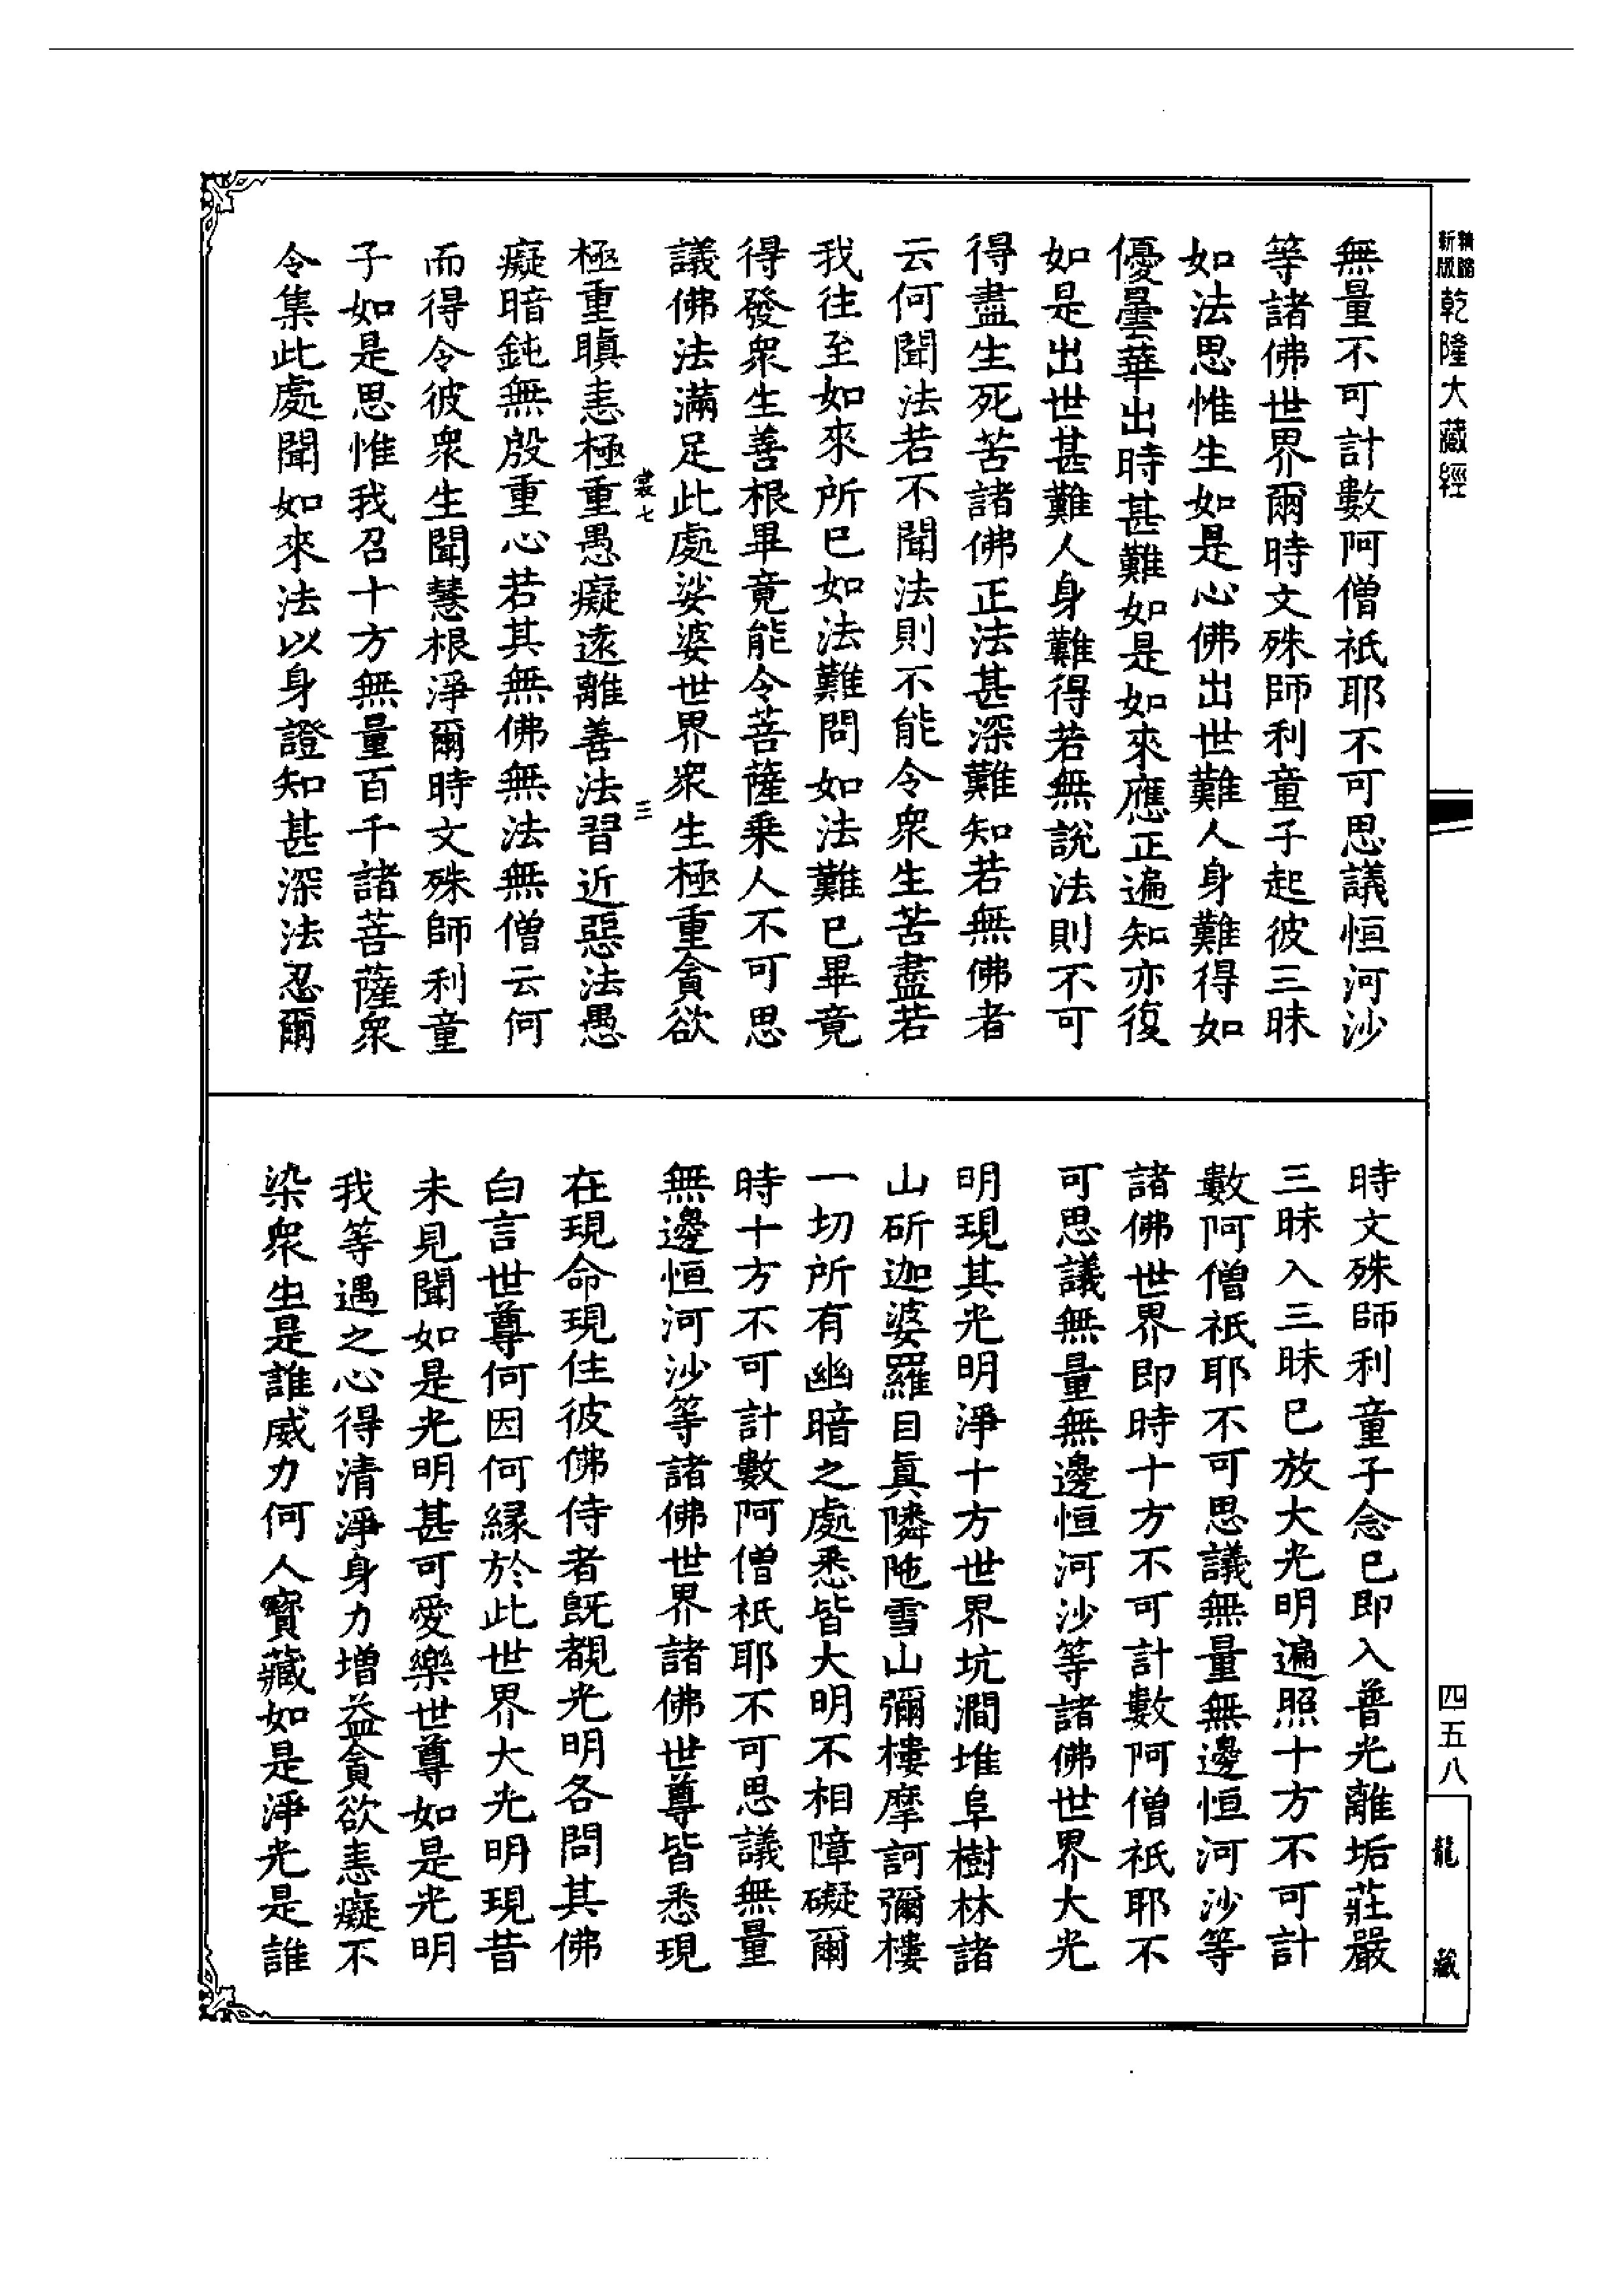 新版精縮乾隆大藏經
無量不可計數阿僧祇耶不可思議恒河沙
等諸佛世界爾時文殊師利童子起彼三昧
如法思惟生如是心佛出世難人身難得如
優曇華出時甚難如是如來應正遍知亦復
如是出世甚難人身難得若無說法則不可
得盡生死苦諸佛正法甚深難知若無佛者
云何聞法若不聞法則不能令衆生苦盡若
我往至如來所已如法難問如法難已畢竟
得發衆生善根畢竟能令菩薩乘人不可思
議佛法滿足此處娑婆世界衆生極重貪欲
裳七
三
極重瞋恚極重愚癡遠離善法習近惡法愚
癡暗鈍無殷重心若其無佛無法無僧云何
而得令彼衆生聞慧根淨爾時文殊師利童
子如是思惟我召十方無量百千諸菩薩衆
令集此處聞如來法以身證知甚深法忍爾
時文殊師利童子念已即入普光離垢莊嚴
三昧入三昧已放大光明遍照十方不可計
數阿僧祇耶不可思議無量無邊恒河沙等
諸佛世界即時十方不可計數阿僧祇耶不
可思議無量無邊恒河沙等諸佛世界大光
明現其光明淨十方世界坑澗堆阜樹林諸
山斫迦婆羅目眞隣陁雪山彌樓摩訶彌樓
一切所有幽暗之處悉皆大明不相障礙爾
時十方不可計數阿僧祇耶不可思議無量
無邊恒河沙等諸佛世界諸佛世尊皆悉現
在現命現住彼佛侍者旣覩光明各問其佛
白言世尊何因何緣於此世界大光明現昔
未見聞如是光明甚可愛樂世尊如是光明
我等遇之心得清淨身力增益貪欲恚癡不
染衆生是誰威力何人寶藏如是淨光是誰
四五八
龍藏